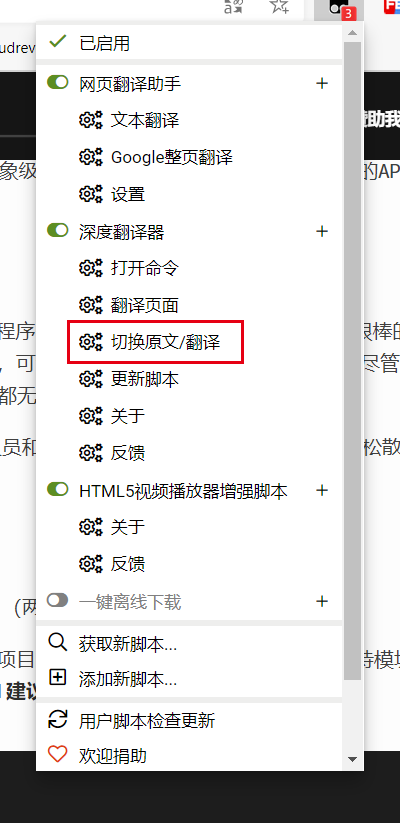 3
已启用
udrev
网页翻译助手
文本翻译
助我
Google整页翻译
象级
的AP
设置
深度翻译器
打开命令
翻译页面
程序
很棒的
切换原文/翻译
，可
尽管
更新脚本
都无
关于
员和
松散
反馈
HTML5视频播放器增强脚本
关于
反馈
一键离线下载
（两
获取新脚本...
项目
特模块
添加新脚本...
建议
用户脚本检查更新
欢迎捐助